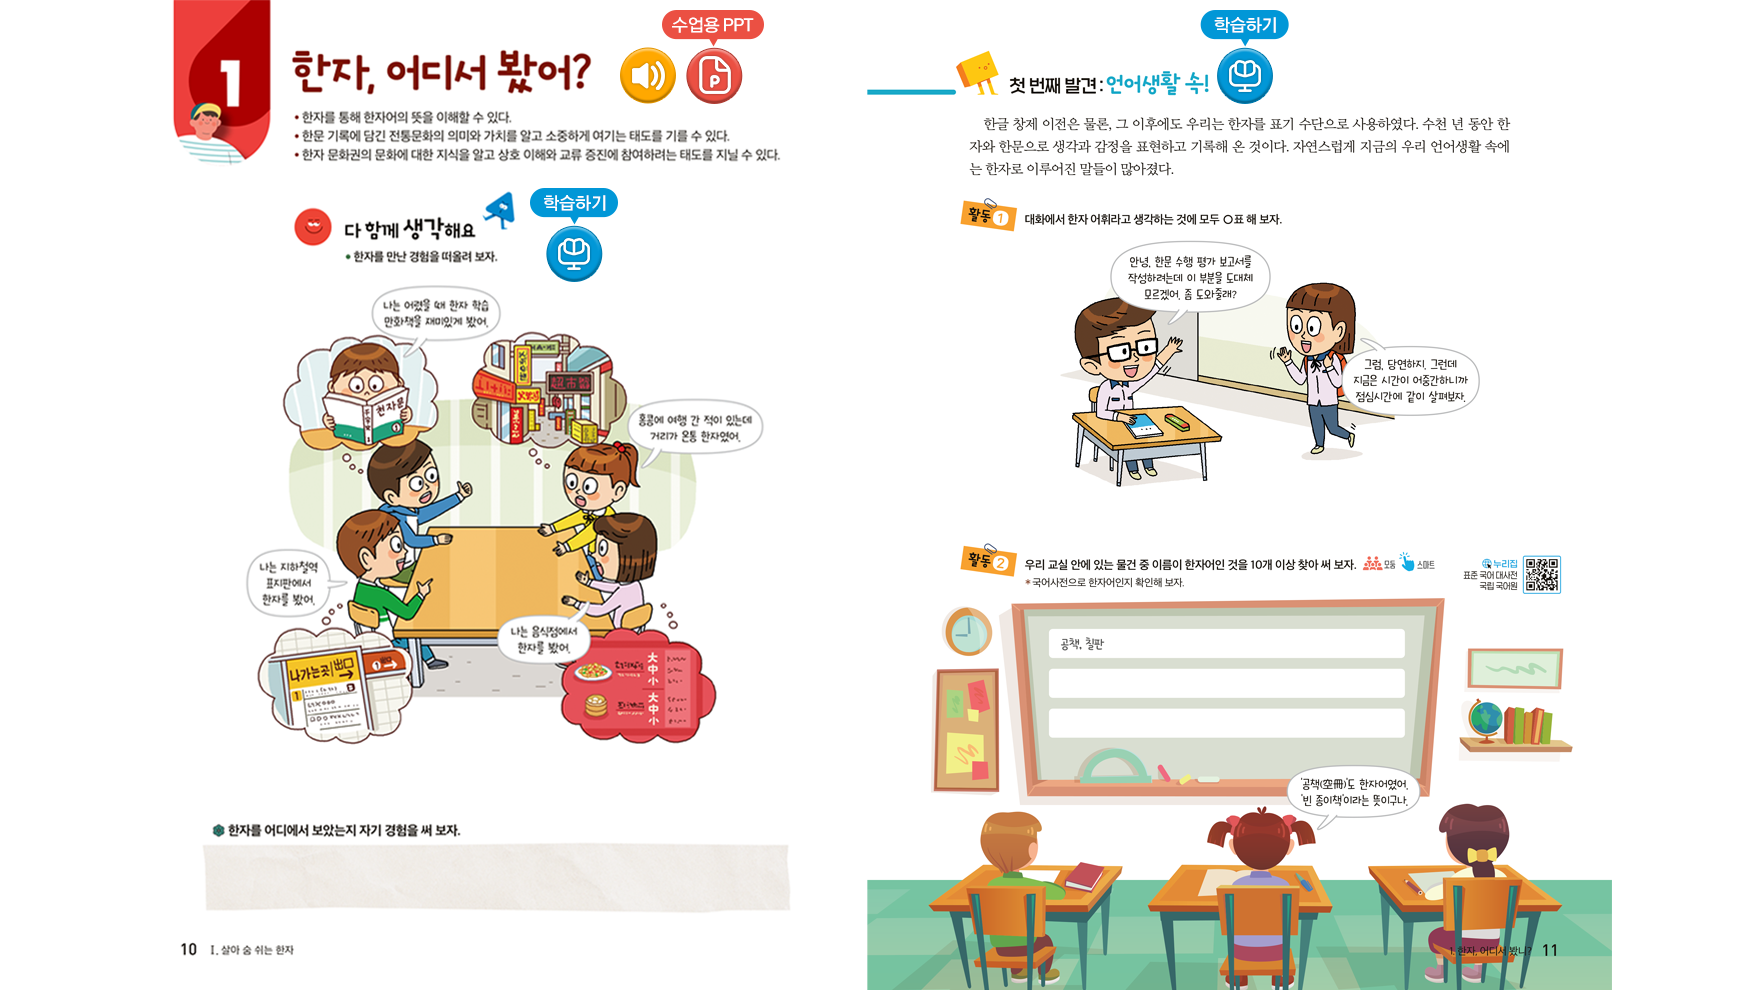 1
한자, 어디서 봤어?
수업용 PPT
• 한자를 통해 한자어의 뜻을 이해할 수 있다.
• 한문 기록에 담긴 전통문화의 의미와 가치를 알고 소중하게 여기는 태도를 기를 수 있다.
• 한자 문화권의 문화에 대한 지식을 알고 상호 이해와 교류 증진에 참여하려는 태도를 지닐 수 있다.
다 함께 생각해요
학습하기
• 한자를 만난 경험을 떠올려 보자.
나는 어렸을 때 한자 학습
만화책을 재미있게 봤어.
천자문
超市
홍콩에 여행 간 적이 있는데
거리가 온통 한자였어.
나는 지하철역
표지판에서
한자를 봤어.
나는 음식점에서
한자를 봤어.
나가는곳 出口
1
1 出口
大
中
小
大
中
小
한자를 어디에서 보았는지 자기 경험을 써 보자.
10 Ⅰ. 살아 숨 쉬는 한자
학습하기
첫 번째 발견 : 언어생활 속!
한글 창제 이전은 물론, 그 이후에도 우리는 한자를 표기 수단으로 사용하였다. 수천 년 동안 한
자와 한문으로 생각과 감정을 표현하고 기록해 온 것이다. 자연스럽게 지금의 우리 언어생활 속에
는 한자로 이루어진 말들이 많아졌다.
활동 1 대화에서 한자 어휘라고 생각하는 것에 모두 ○표 해 보자.
안녕, 한문 수행 평가 보고서를
작성하려는데 이 부분을 도대체
모르겠어. 좀 도와줄래?
그럼, 당연하지. 그런데
지금은 시간이 어중간하니까
점심시간에 같이 살펴보자.
활동 2 우리 교실 안에 있는 물건 중 이름이 한자어인 것을 10개 이상 찾아 써 보자. 모둠 스마트
* 국어사전으로 한자어인지 확인해 보자.
누리집
표준 국어 대사전
국립 국어원
공책, 칠판
'공책(空冊)'도 한자어였어.
'빈 종이책'이라는 뜻이구나.
1. 한자, 어디서 봤니? 11